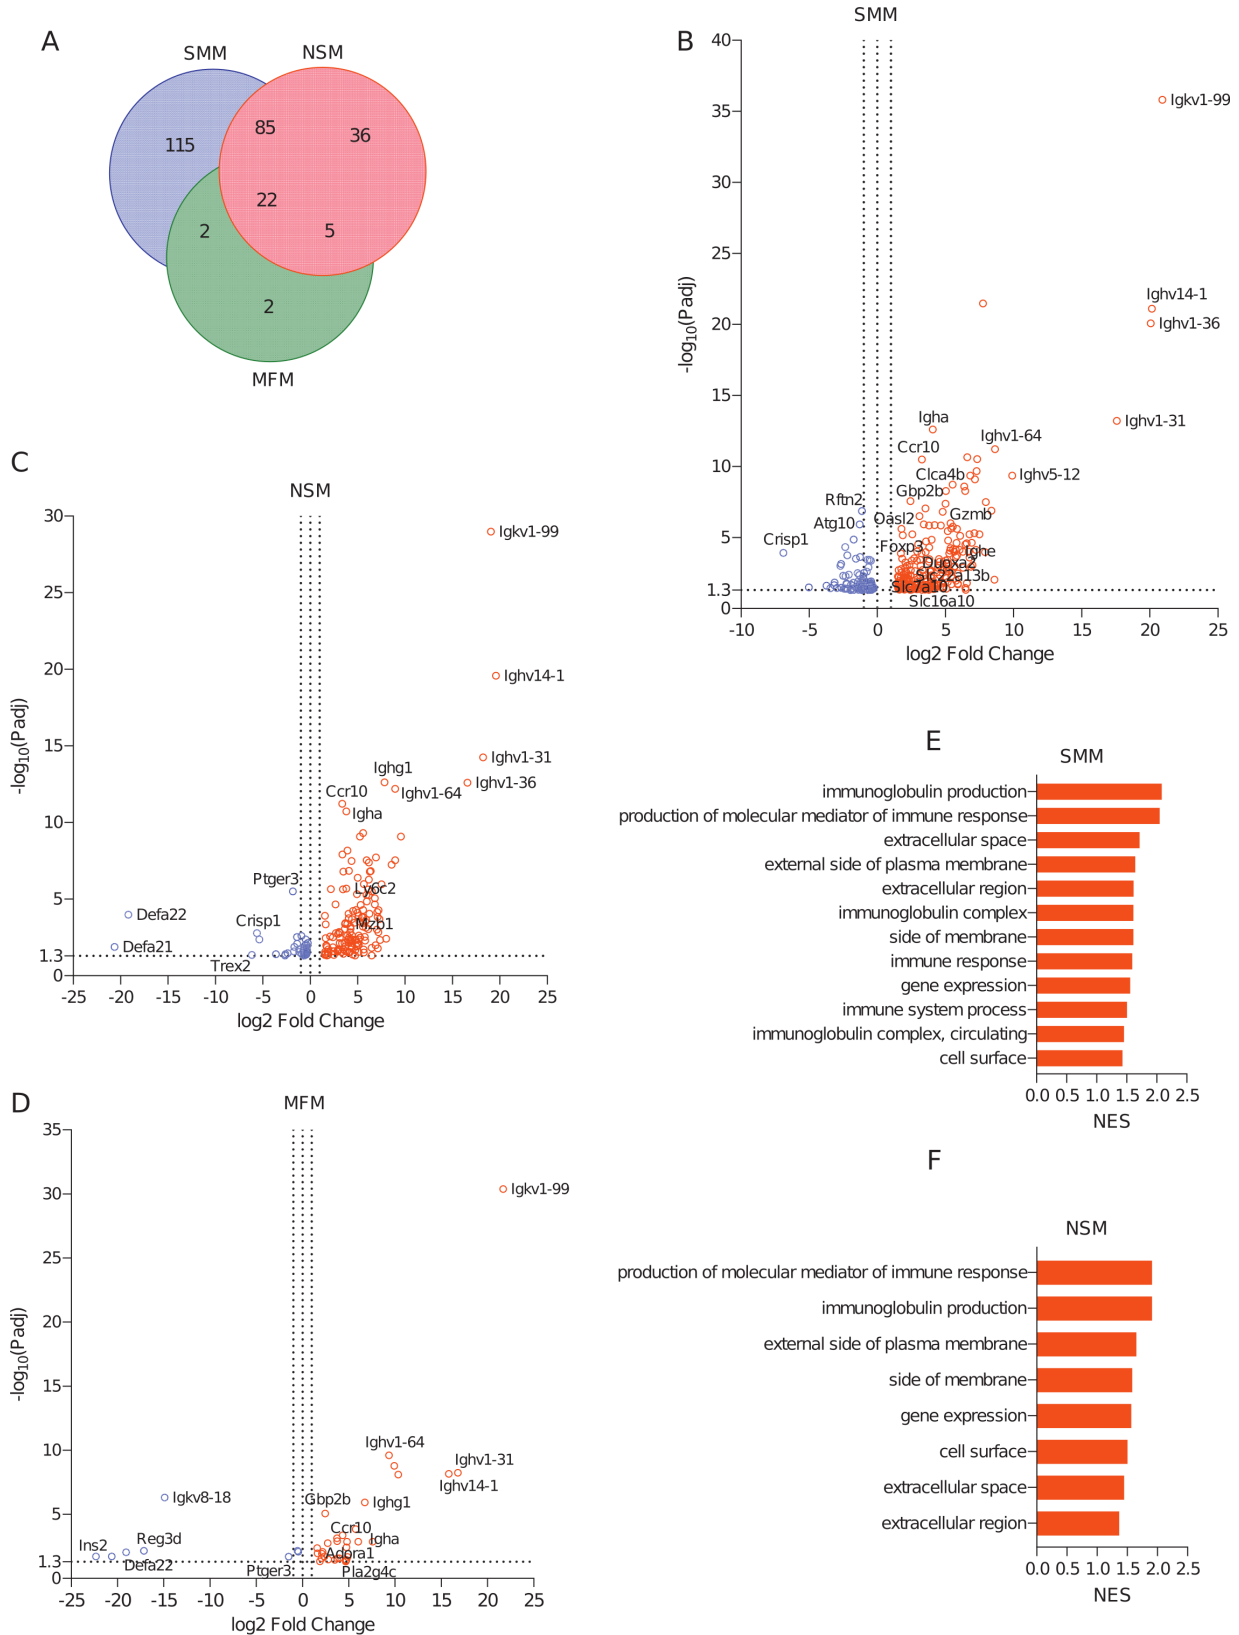 A
SMM
NSM
115
85
36
22
2
5
2
MFM
B
SMM
40
35
30
25
20
15
10
5
1.3
0
-log10(Padj)
Igkv1-99
Ighv14-1
Ighv1-36
Ighv1-31
Igha
Ighv1-64
Ccr10
Clca4b
Ighv5-12
Gbp2b
Rftn2
Oasl2
Gzmb
Atg10
Crisp1
Foxp3
Ighe
Duoxa2
Slc22a13b
Slc7a10
Slc16a10
-10
-5
0
5
10
15
20
25
log2 Fold Change
C
NSM
30
25
20
15
10
5
1.3
0
-log10(Padj)
Igkv1-99
Ighv14-1
Ighv1-31
Ighg1
Ighv1-36
Ccr10
Ighv1-64
Igha
Ptger3
Ly6c2
Defa22
Crisp1
Mzb1
Defa21
Trex2
-25
-20
-15
-10
-5
0
5
10
15
20
25
log2 Fold Change
D
MFM
35
30
25
20
15
10
5
1.3
0
-log10(Padj)
Igkv1-99
Ighv1-64
Ighv1-31
Ighv14-1
Igkv8-18
Gbp2b
Ighg1
Ccr10
Igha
Ins2
Reg3d
Adora1
Defa22
Ptger3
Pla2g4c
-25
-20
-15
-10
-5
0
5
10
15
20
25
log2 Fold Change
E
SMM
immunoglobulin production
production of molecular mediator of immune response
extracellular space
external side of plasma membrane
extracellular region
immunoglobulin complex
side of membrane
immune response
gene expression
immune system process
immunoglobulin complex, circulating
cell surface
0.0 0.5 1.0 1.5 2.0 2.5
NES
F
NSM
production of molecular mediator of immune response
immunoglobulin production
external side of plasma membrane
side of membrane
gene expression
cell surface
extracellular space
extracellular region
0.0 0.5 1.0 1.5 2.0 2.5
NES